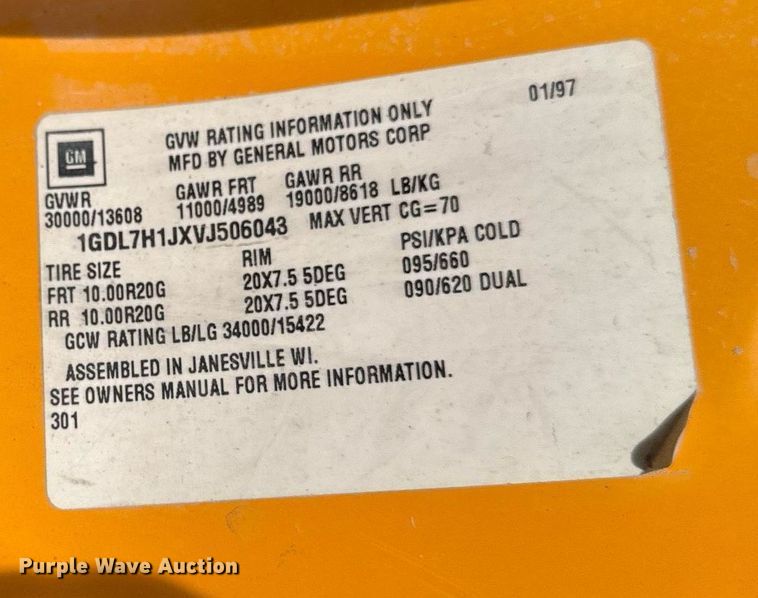 01/97
GM
GVW RATING INFORMATION ONLY
MFD BY GENERAL MOTORS CORP
GVWR GAWR FRT GAWR RR
30000/13608 11000/4989 19000/8618 LB/KG
1GDL7H1JXVJ506043 MAX VERT CG=70
TIRE SIZE RIM PSI/KPA COLD
FRT 10.00R20G 20X7.5 5DEG 095/660
RR 10.00R20G 20X7.5 5DEG 090/620 DUAL
GCW RATING LB/LG 34000/15422
ASSEMBLED IN JANESVILLE WI.
SEE OWNERS MANUAL FOR MORE INFORMATION.
301
Purple Wave Auction